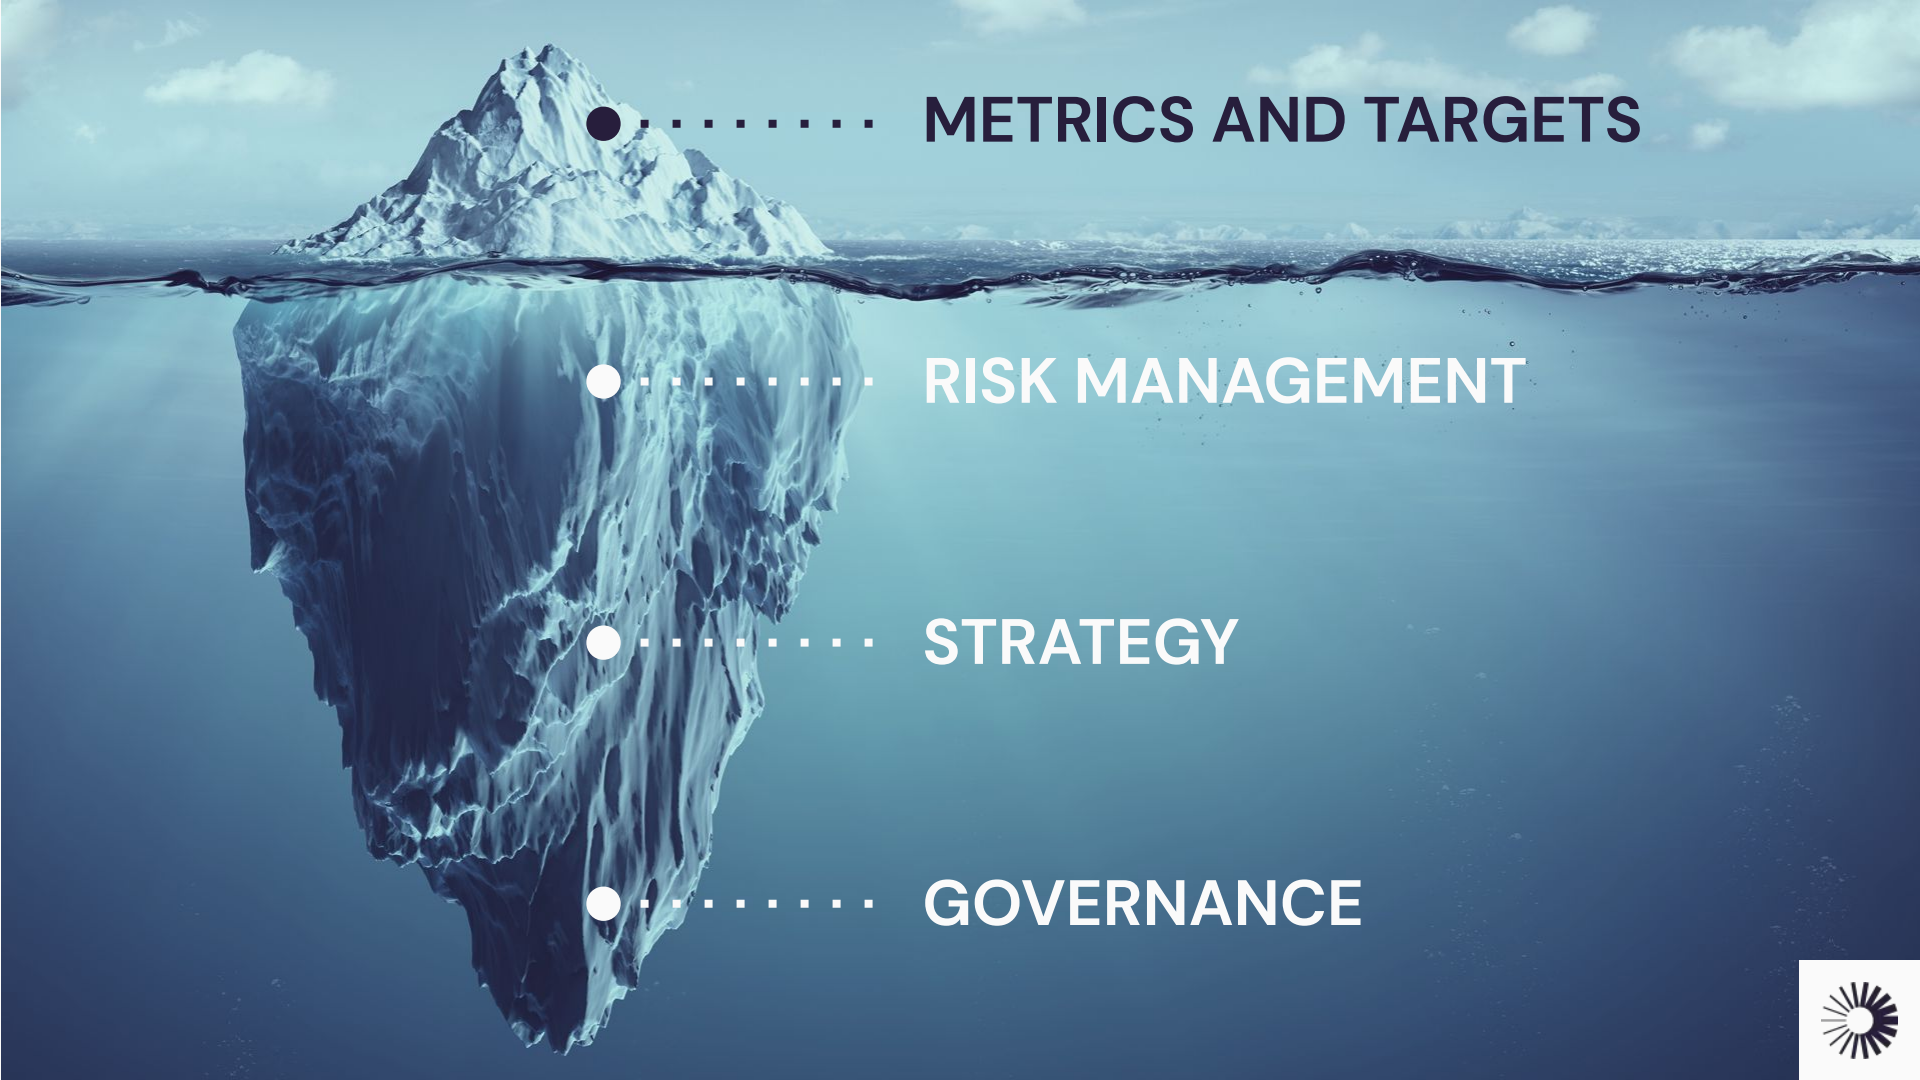 METRICS AND TARGETS
RISK MANAGEMENT
STRATEGY
GOVERNANCE